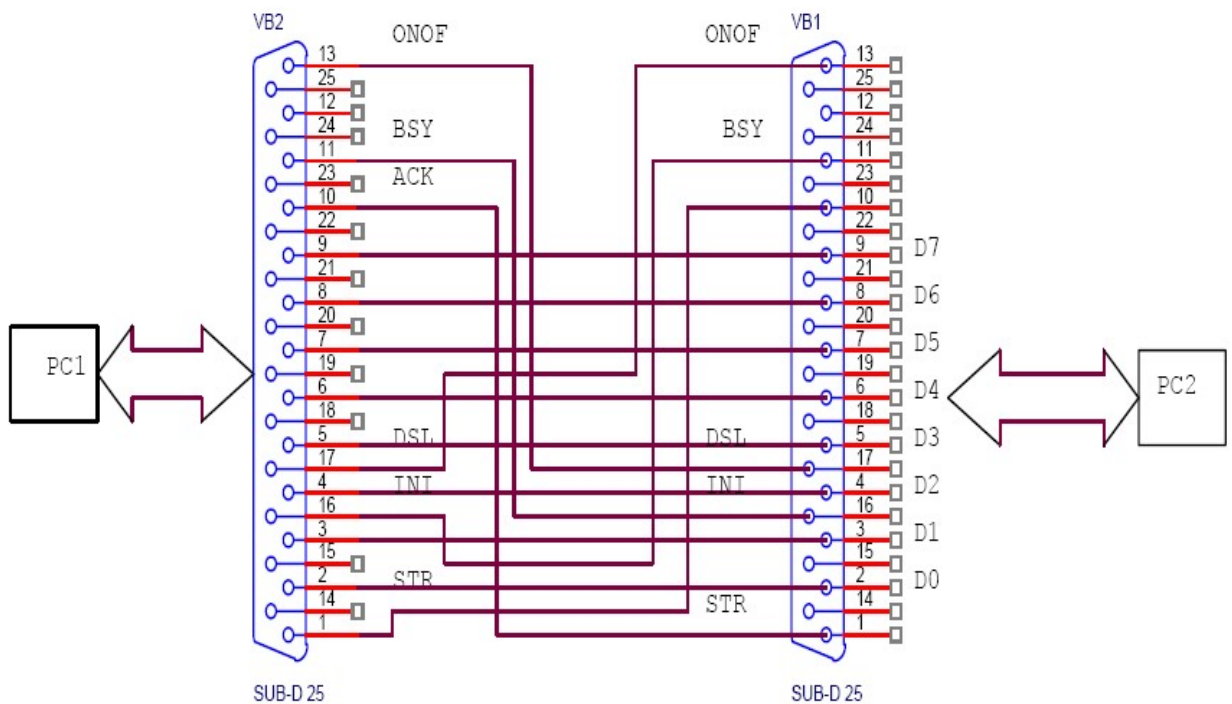 VB2
VB1
ONOF
ONOF
13
13
25
25
12
12
24
24
BSY
BSY
11
11
23
23
ACK
10
10
22
22
9
9
D7
21
21
8
8
D6
20
20
7
7
D5
PC1
19
19
PC2
6
6
D4
18
18
5
DSL
DSL
5
D3
17
17
4
INI
INI
4
D2
16
16
3
3
D1
15
15
2
STR
2
D0
14
STR
14
1
1
SUB-D 25
SUB-D 25